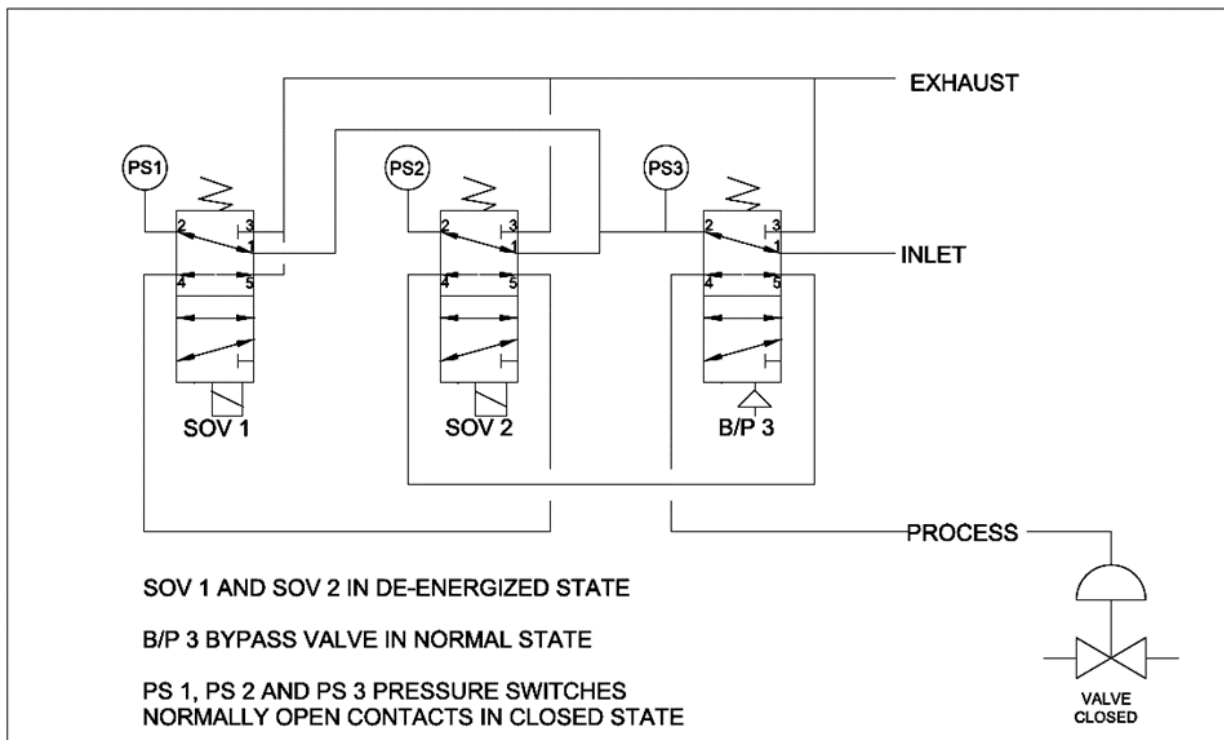 EXHAUST
PS1
PS2
PS3
2 3
1
4 5
2 3
1
4 5
2 3
1
4 5
INLET
SOV 1
SOV 2
B/P 3
PROCESS
SOV 1 AND SOV 2 IN DE-ENERGIZED STATE
B/P 3 BYPASS VALVE IN NORMAL STATE
PS 1, PS 2 AND PS 3 PRESSURE SWITCHES
NORMALLY OPEN CONTACTS IN CLOSED STATE
VALVE
CLOSED